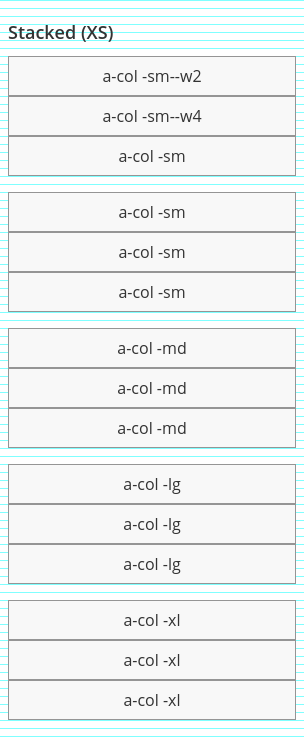 Stacked (XS)
a-col -sm--w2
a-col -sm--w4
a-col -sm
a-col -sm
a-col -sm
a-col -sm
a-col -md
a-col -md
a-col -md
a-col -lg
a-col -lg
a-col -lg
a-col -xl
a-col -xl
a-col -xl